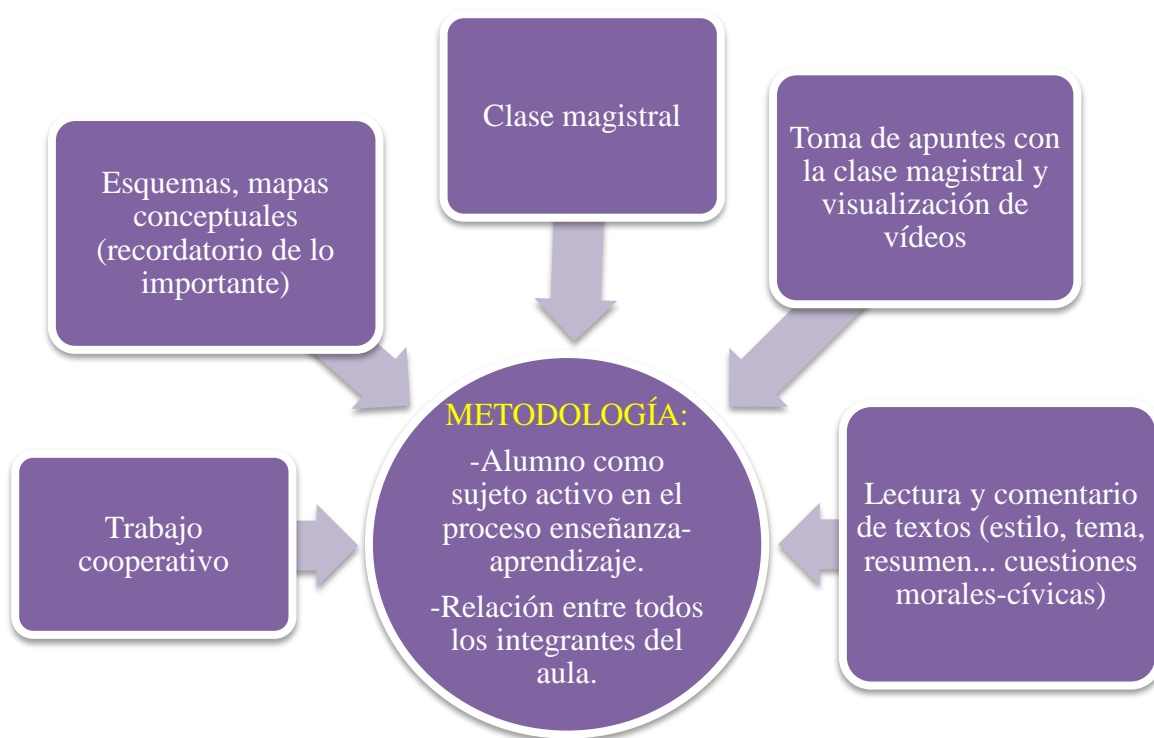 Clase magistral
Esquemas, mapas
conceptuales
(recordatorio de lo
importante)
Toma de apuntes con
la clase magistral y
visualización de
vídeos
Trabajo
cooperativo
METODOLOGÍA:
-Alumno como
sujeto activo en el
proceso enseñanza-
aprendizaje.
-Relación entre todos
los integrantes del
aula.
Lectura y comentario
de textos (estilo, tema,
resumen... cuestiones
morales-cívicas)